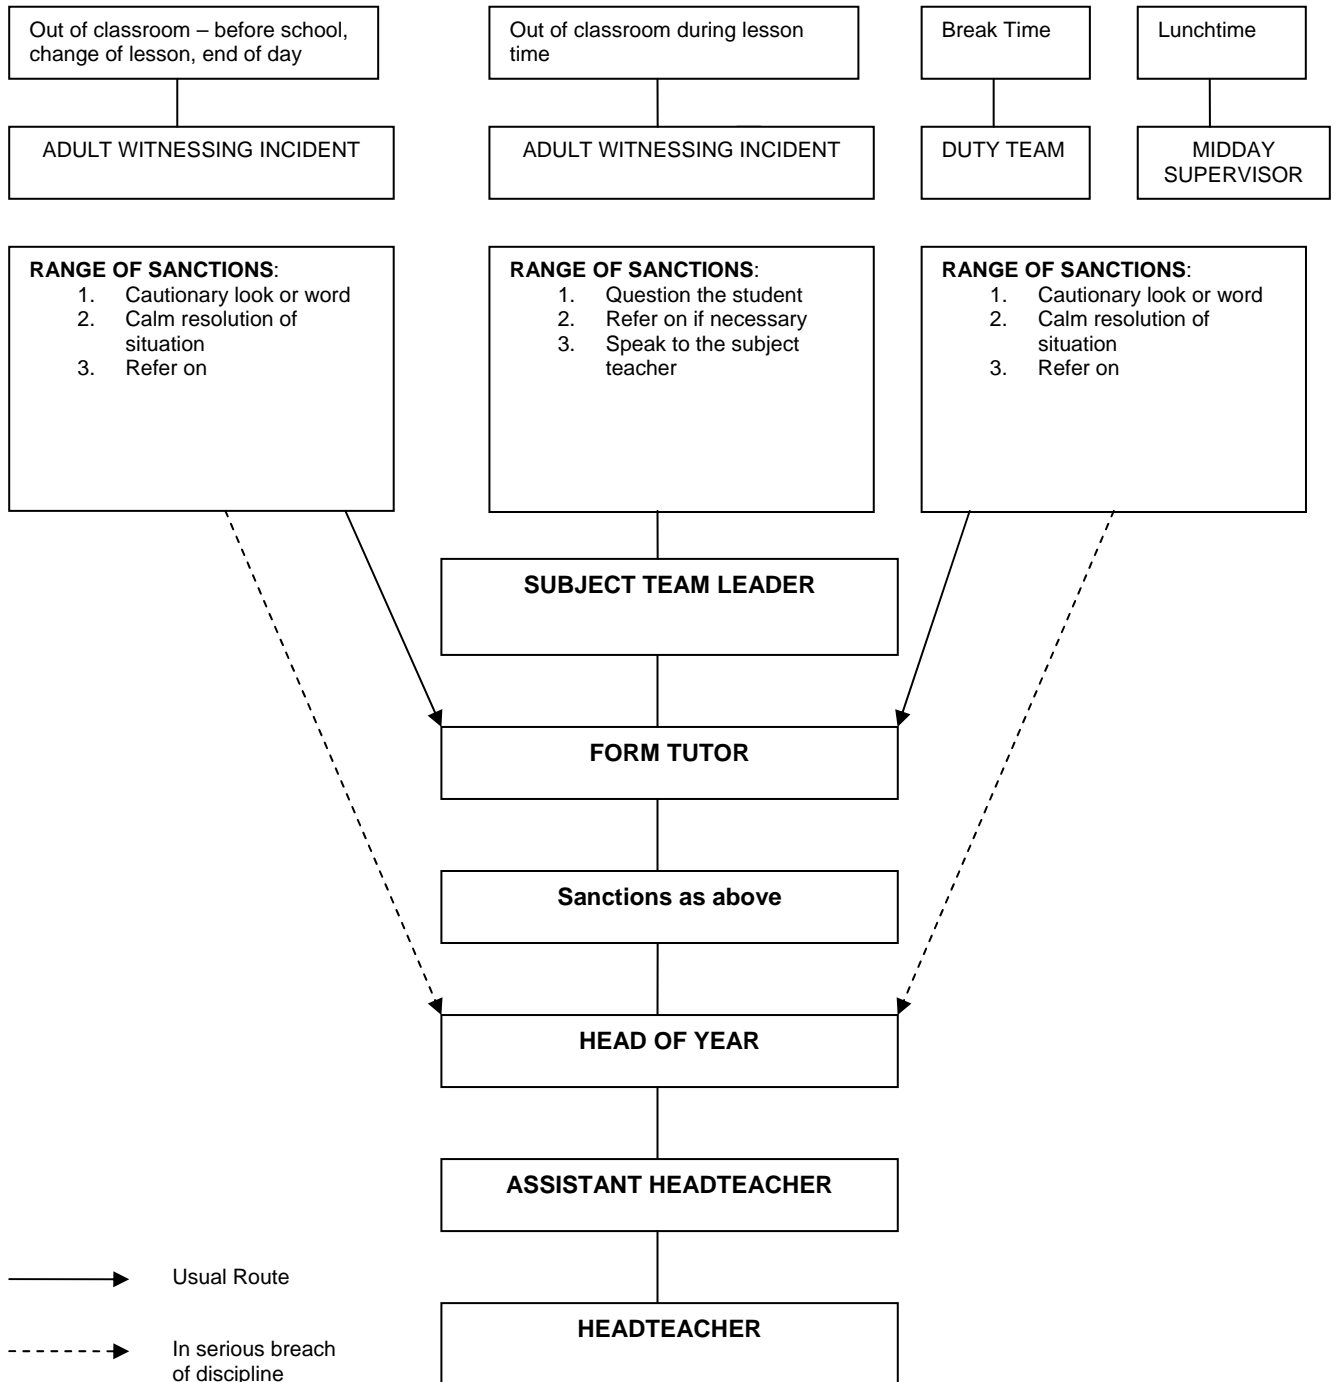 Out of classroom – before school,
change of lesson, end of day
Out of classroom during lesson
time
Break Time
Lunchtime
ADULT WITNESSING INCIDENT
ADULT WITNESSING INCIDENT
DUTY TEAM
MIDDAY
SUPERVISOR
RANGE OF SANCTIONS:
1. Cautionary look or word
2. Calm resolution of
situation
3. Refer on
RANGE OF SANCTIONS:
1. Question the student
2. Refer on if necessary
3. Speak to the subject
teacher
RANGE OF SANCTIONS:
1. Cautionary look or word
2. Calm resolution of
situation
3. Refer on
SUBJECT TEAM LEADER
FORM TUTOR
Sanctions as above
HEAD OF YEAR
ASSISTANT HEADTEACHER
HEADTEACHER
Usual Route
In serious breach
of discipline